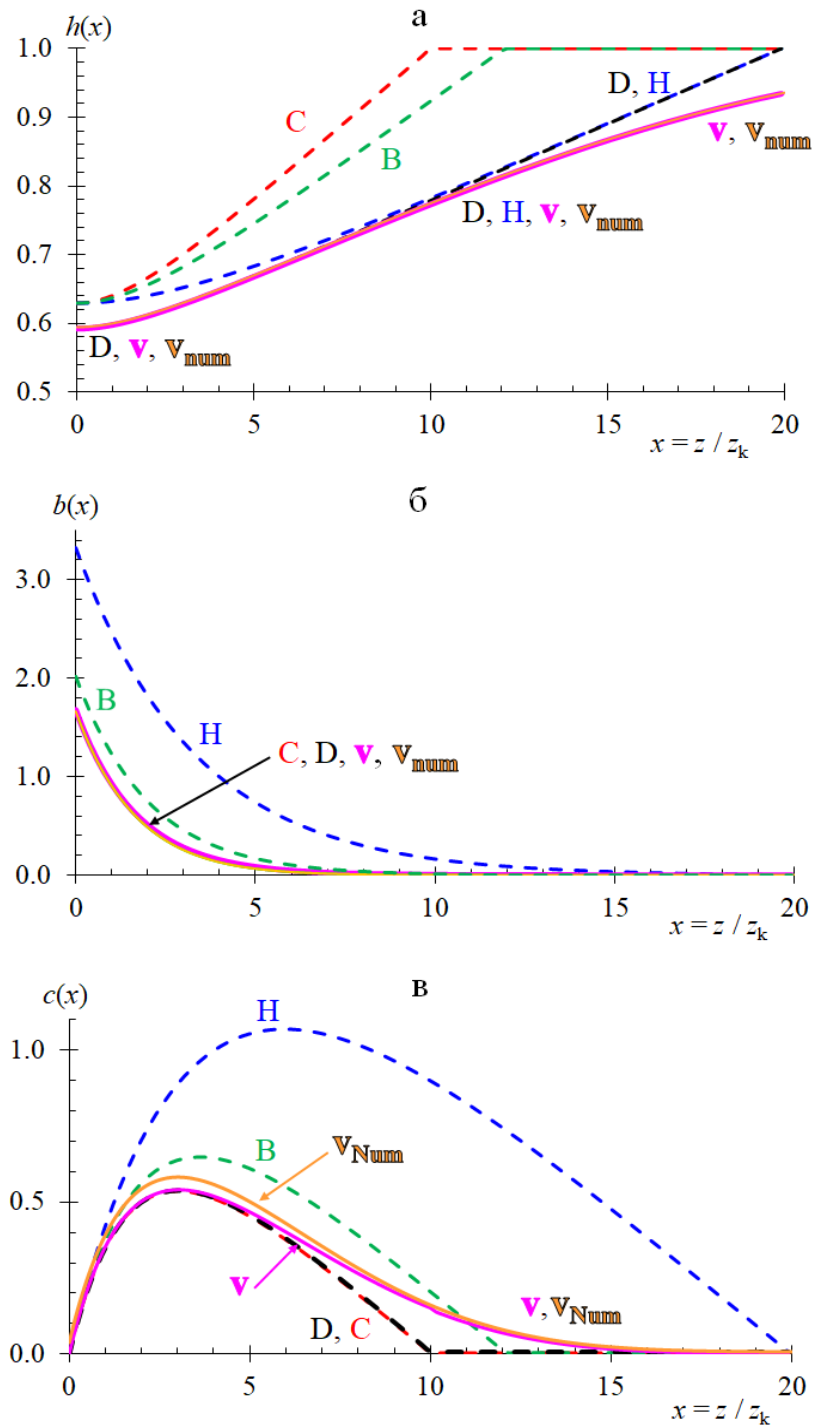 а
h(x)
1.0
D, H
C
0.9
B
v, vnum
0.8
D, H, v, vnum
0.7
0.6
D, v, vnum
0.5
0 5 10 15 20
x = z / zk
б
b(x)
3.0
2.0
B
H
C, D, v, vnum
1.0
0.0
0 5 10 15 20
x = z / zk
в
c(x)
H
1.0
B
vNum
0.5
v
v, vNum
D, C
0.0
0 5 10 15 20
x = z / zk